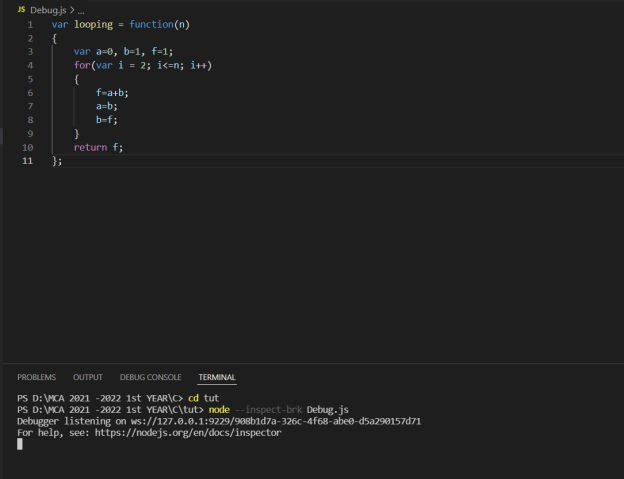 JS Debug.js > ...
1 var looping = function(n)
2 {
3 var a=0, b=1, f=1;
4 for(var i = 2; i<=n; i++)
5 {
6 f=a+b;
7 a=b;
8 b=f;
9 }
10 return f;
11 };
PROBLEMS OUTPUT DEBUG CONSOLE TERMINAL
PS D:\MCA 2021 -2022 1st YEAR\C> cd tut
PS D:\MCA 2021 -2022 1st YEAR\C\tut> node --inspect-brk Debug.js
Debugger listening on ws://127.0.0.1:9229/908b1d7a-326c-4f68-abe0-d5a290157d71
For help, see: https://nodejs.org/en/docs/inspector